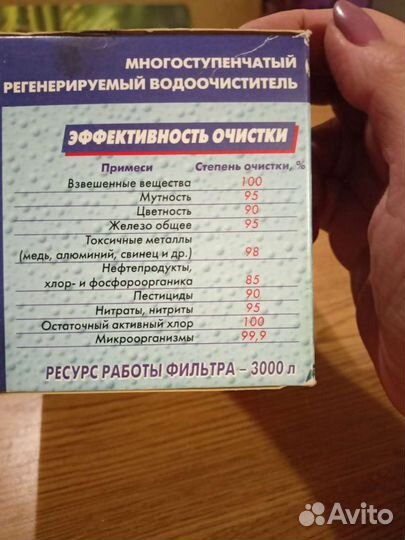 МНОГОСТУПЕНЧАТЫЙ
РЕГЕНЕРИРУЕМЫЙ ВОДООЧИСТИТЕЛЬ
ЭФФЕКТИВНОСТЬ ОЧИСТКИ
Примеси Степень очистки, %
Взвешенные вещества 100
Мутность 95
Цветность 90
Железо общее 95
Токсичные металлы
(медь, алюминий, свинец и др.) 98
Нефтепродукты,
хлор- и фосфороорганика 85
Пестициды 90
Нитраты, нитриты 95
Остаточный активный хлор 100
Микроорганизмы 99,9
РЕСУРС РАБОТЫ ФИЛЬТРА – 3000 л
Avito